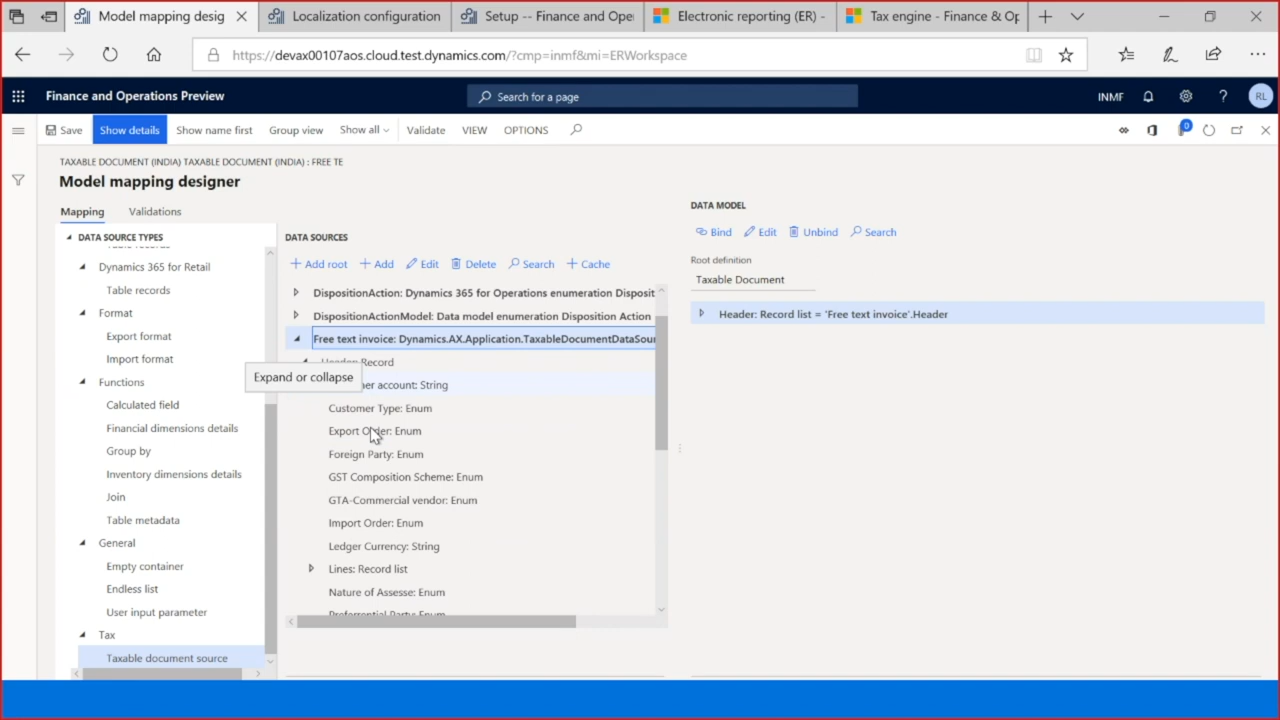 Model mapping desig
Localization configuration
Setup -- Finance and Oper
Electronic reporting (ER) -
Tax engine - Finance & Op
https://devax00107aos.cloud.test.dynamics.com/?cmp=inmf&mi=ERWorkspace
Finance and Operations Preview
Search for a page
INMF
RL
Save
Show details
Show name first
Group view
Show all
Validate
VIEW
OPTIONS
0
TAXABLE DOCUMENT (INDIA) TAXABLE DOCUMENT (INDIA) : FREE TE
Model mapping designer
Mapping
Validations
DATA SOURCE TYPES
Table records
Dynamics 365 for Retail
Table records
Format
Export format
Import format
Functions
Calculated field
Financial dimensions details
Group by
Inventory dimensions details
Join
Table metadata
General
Empty container
Endless list
User input parameter
Tax
Taxable document source
DATA SOURCES
+ Add root
+ Add
Edit
Delete
Search
+ Cache
DispositionAction: Dynamics 365 for Operations enumeration Disposit
DispositionActionModel: Data model enumeration Disposition Action
Free text invoice: Dynamics.AX.Application.TaxableDocumentDataSour
Header: Record
Expand or collapse
er account: String
Customer Type: Enum
Export Order: Enum
Foreign Party: Enum
GST Composition Scheme: Enum
GTA-Commercial vendor: Enum
Import Order: Enum
Ledger Currency: String
Lines: Record list
Nature of Assesse: Enum
Preferrential Party: Enum
DATA MODEL
Bind
Edit
Unbind
Search
Root definition
Taxable Document
Header: Record list = 'Free text invoice'.Header